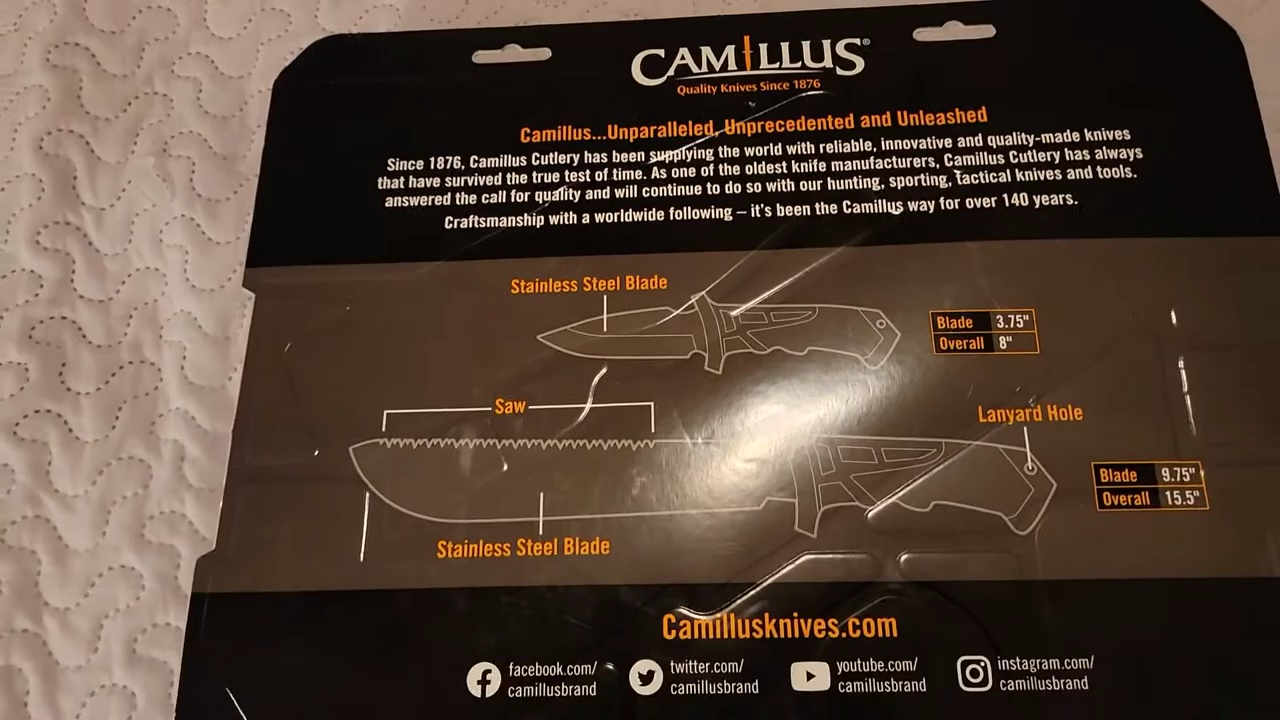 CAMILLUS®
Quality Knives Since 1876
Camillus...Unparalleled, Unprecedented and Unleashed
Since 1876, Camillus Cutlery has been supplying the world with reliable, innovative and quality-made knives
that have survived the true test of time. As one of the oldest knife manufacturers, Camillus Cutlery has always
answered the call for quality and will continue to do so with our hunting, sporting, tactical knives and tools.
Craftsmanship with a worldwide following – it's been the Camillus way for over 140 years.
Stainless Steel Blade
Blade 3.75"
Overall 8"
Saw
Lanyard Hole
Blade 9.75"
Overall 15.5"
Stainless Steel Blade
Camillusknives.com
facebook.com/
camillusbrand
twitter.com/
camillusbrand
youtube.com/
camillusbrand
instagram.com/
camillusbrand